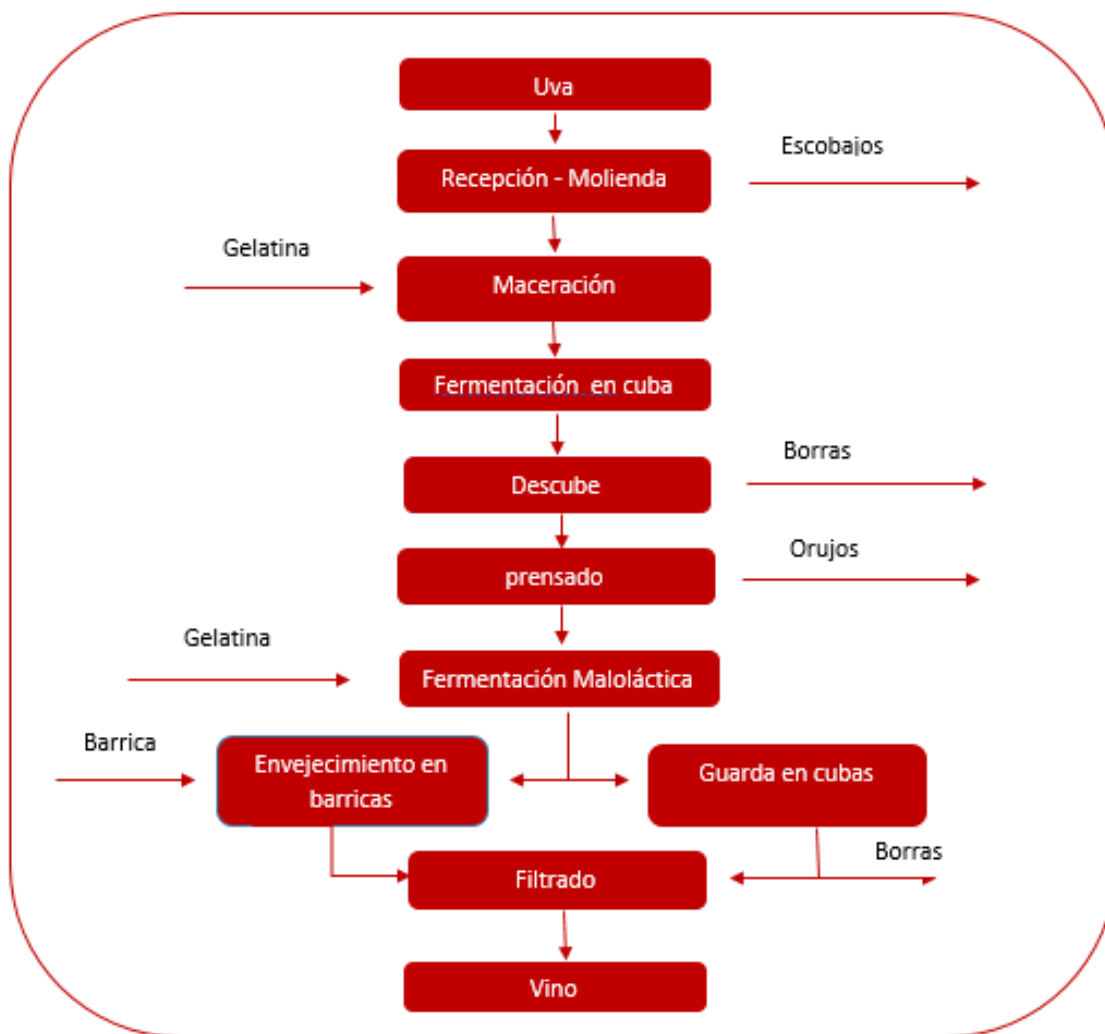 Uva
Recepción - Molienda
Escobajos
Gelatina
Maceración
Fermentación en cuba
Descube
Borras
prensado
Orujos
Gelatina
Fermentación Maloláctica
Barrica
Envejecimiento en
barricas
Guarda en cubas
Filtrado
Borras
Vino